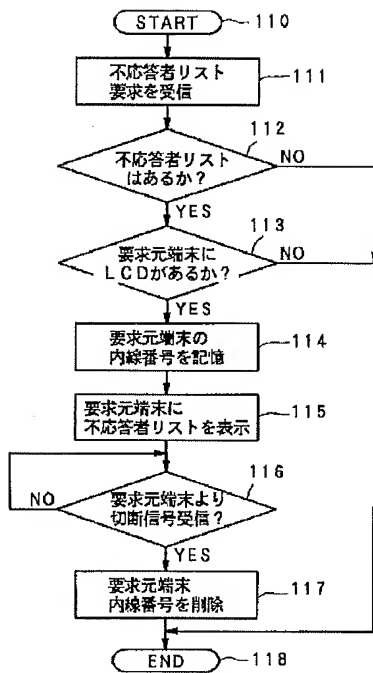 START
110
不応答者リスト
要求を受信
111
112
不応答者リスト
はあるか?
NO
YES
113
要求元端末に
LCDがあるか?
NO
YES
要求元端末の
内線番号を記憶
114
要求元端末に
不応答者リストを表示
115
116
要求元端末より
切断信号受信?
NO
YES
要求元端末
内線番号を削除
117
END
118